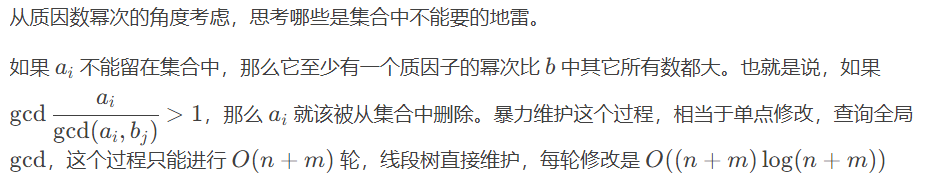 从质因数幂次的角度考虑，思考哪些是集合中不能要的地雷。
如果 aᵢ 不能留在集合中，那么它至少有一个质因子的幂次比 b 中其它所有数都大。也就是说，如果
gcd aᵢ/gcd(aᵢ, bⱼ) > 1，那么 aᵢ 就该被从集合中删除。暴力维护这个过程，相当于单点修改，查询全局
gcd，这个过程只能进行 O(n + m) 轮，线段树直接维护，每轮修改是 O((n + m) log(n + m))